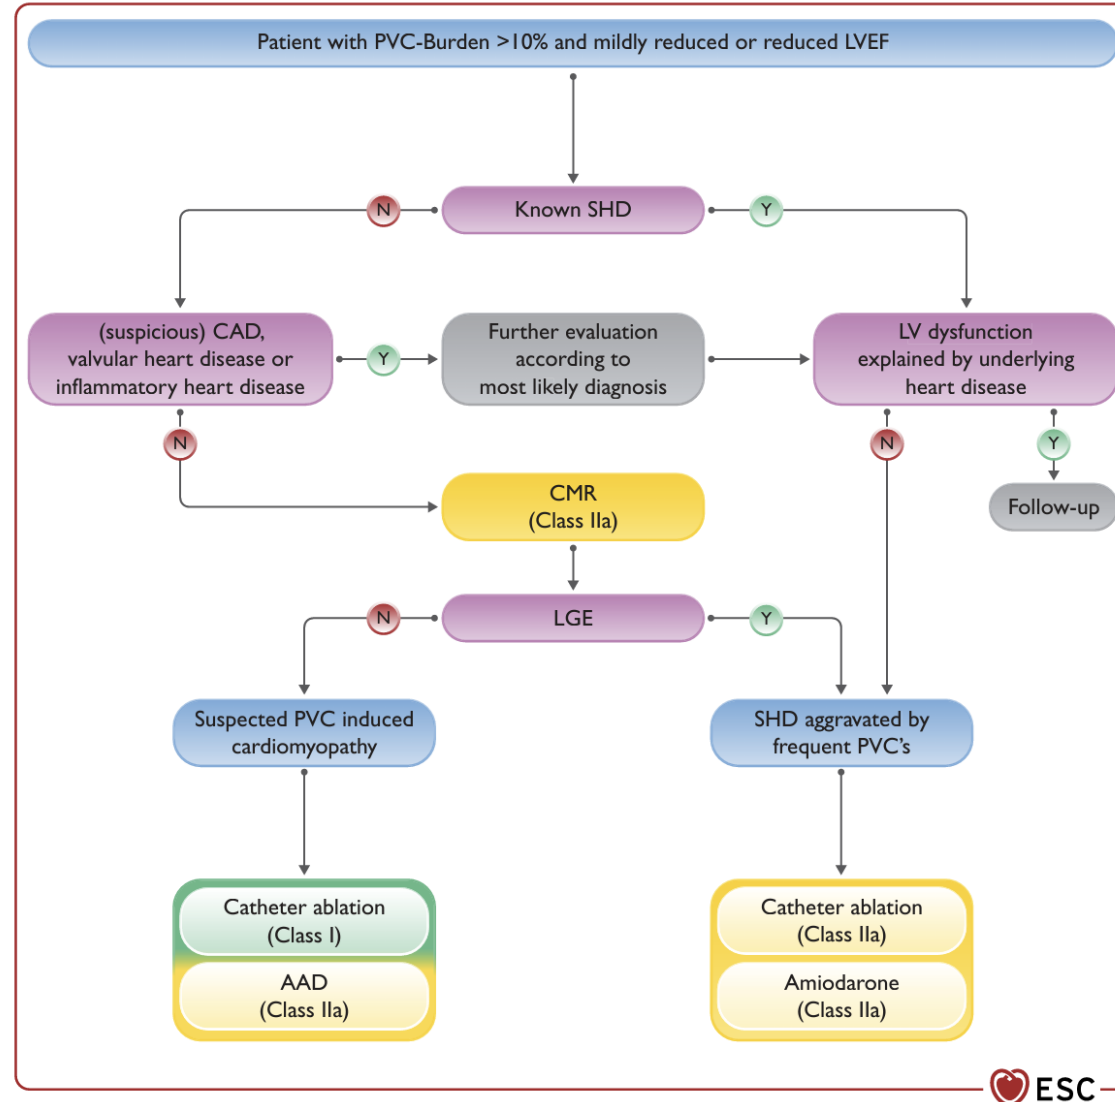 Patient with PVC-Burden >10% and mildly reduced or reduced LVEF
N
Known SHD
Y
(suspicious) CAD,
valvular heart disease or
inflammatory heart disease
Y
Further evaluation
according to
most likely diagnosis
LV dysfunction
explained by underlying
heart disease
N
N
Y
CMR
(Class IIa)
Follow-up
N
LGE
Y
Suspected PVC induced
cardiomyopathy
SHD aggravated by
frequent PVC's
Catheter ablation
(Class I)
AAD
(Class IIa)
Catheter ablation
(Class IIa)
Amiodarone
(Class IIa)
ESC